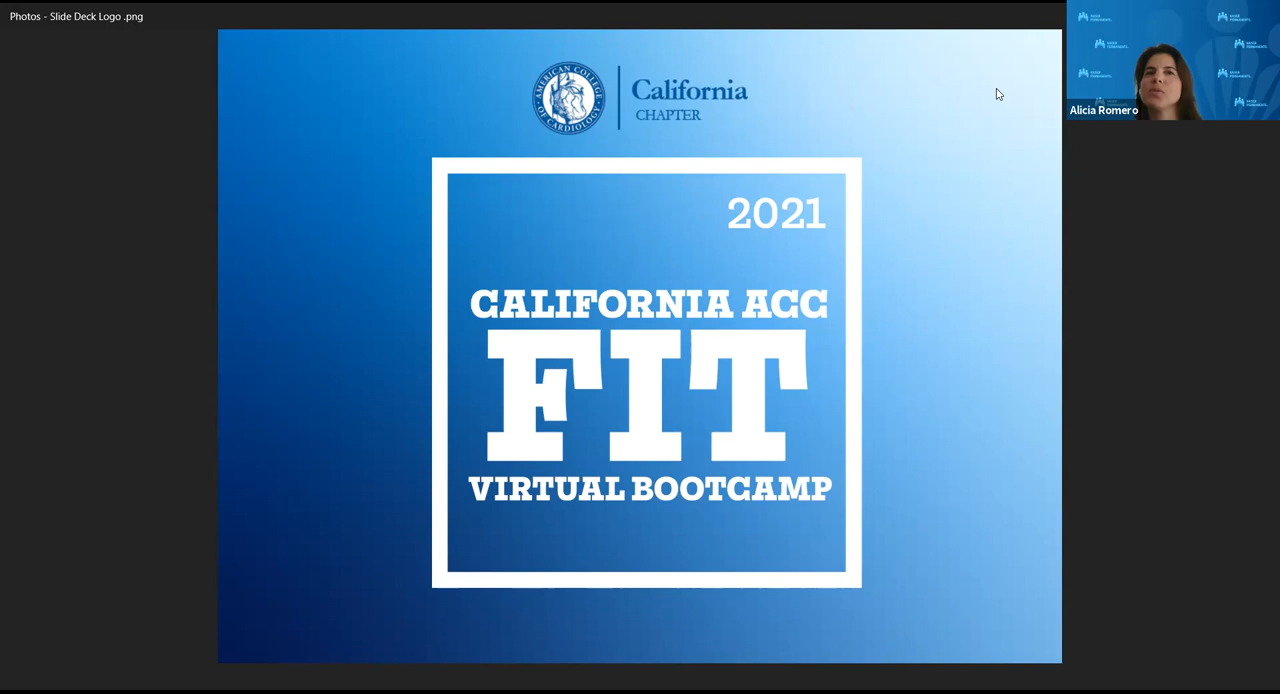 Photos - Slide Deck Logo .png
AMERICAN COLLEGE OF CARDIOLOGY
California
CHAPTER
2021
CALIFORNIA ACC
FIT
VIRTUAL BOOTCAMP
Alicia Romero